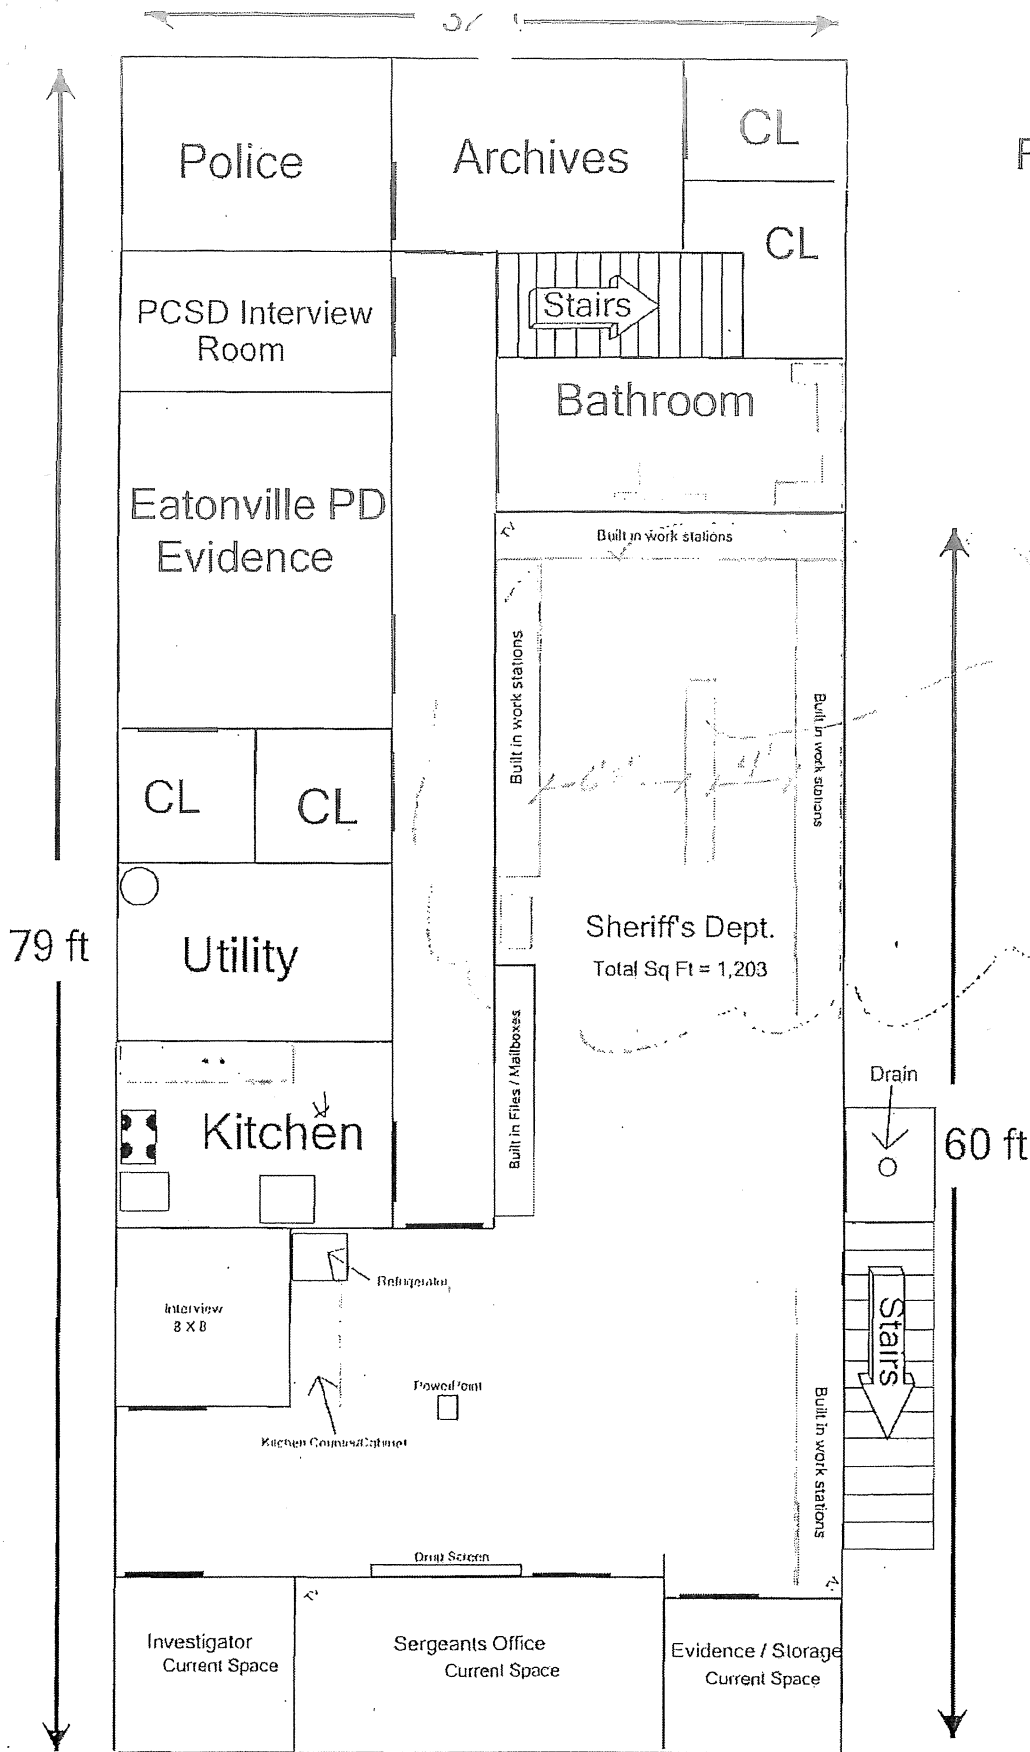 Police
Archives
CL
CL
PCSD Interview
Room
Stairs
Bathroom
Eatonville PD
Evidence
Built in work stations
Built in work stations
Built in work stations
4'
CL
CL
79 ft
Utility
Sheriff's Dept.
Total Sq Ft = 1,203
Built in Files / Mailboxes
Drain
60 ft
Kitchen
Refrigerator
Interview
8 X 8
Stairs
PowerPoint
Kitchen Counter/Cabinet
Built in work stations
Drop Screen
Investigator
Current Space
Sergeants Office
Current Space
Evidence / Storage
Current Space